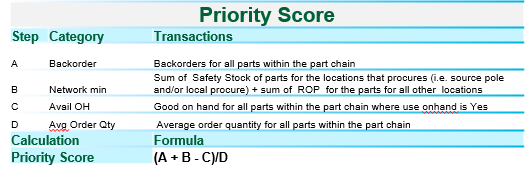 Priority Score
Step Category Transactions
A Backorder Backorders for all parts within the part chain
Sum of Safety Stock of parts for the locations that procures (i.e. source pole
B Network min and/or local procure) + sum of ROP for the parts for all other locations
C Avail OH Good on hand for all parts within the part chain where use onhand is Yes
D Avg Order Qty Average order quantity for all parts within the part chain
Calculation Formula
Priority Score (A + B - C)/D